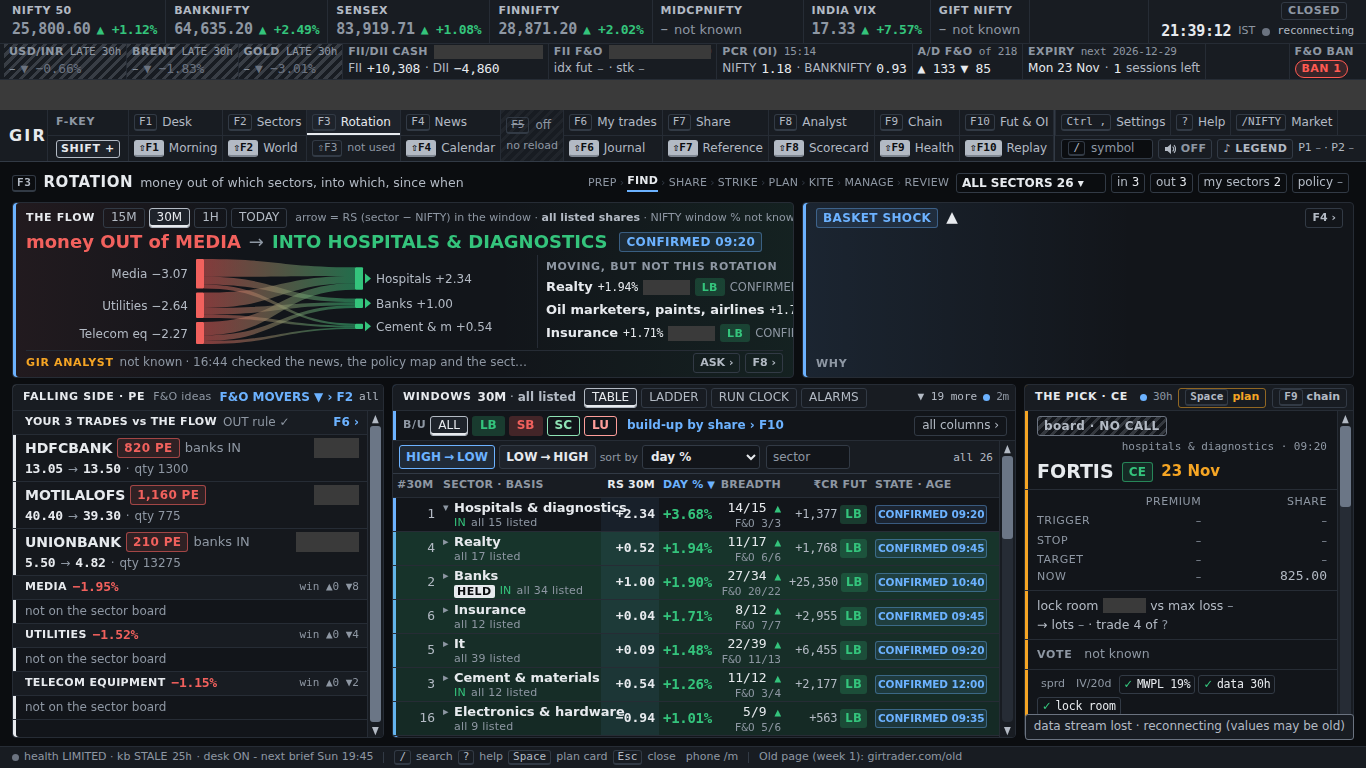 NIFTY 50 BANKNIFTY SENSEX FINNIFTY MIDCPNIFTY INDIA VIX GIFT NIFTY CLOSED
25,800.60 ▲ +1.12% 64,635.20 ▲ +2.49% 83,919.71 ▲ +1.08% 28,871.20 ▲ +2.02% – not known 17.33 ▲ +7.57% – not known 21:39:12 IST ● reconnecting
USD/INR LATE 30h BRENT LATE 30h GOLD LATE 30h FII/DII CASH FII F&O PCR (OI) 15:14 A/D F&O of 218 EXPIRY next 2026-12-29 F&O BAN
– ▼ −0.66% – ▼ −1.83% – ▼ −3.01% FII +10,308 · DII −4,860 idx fut – · stk – NIFTY 1.18 · BANKNIFTY 0.93 ▲ 133 ▼ 85 Mon 23 Nov · 1 sessions left BAN 1
GIR F-KEY F1 Desk F2 Sectors F3 Rotation F4 News F5 off F6 My trades F7 Share F8 Analyst F9 Chain F10 Fut & OI Ctrl , Settings ? Help /NIFTY Market
SHIFT + ⇧F1 Morning ⇧F2 World ⇧F3 not used ⇧F4 Calendar no reload ⇧F6 Journal ⇧F7 Reference ⇧F8 Scorecard ⇧F9 Health ⇧F10 Replay / symbol OFF ♪ LEGEND P1 – · P2 –
F3 ROTATION money out of which sectors, into which, since when PREP › FIND › SHARE › STRIKE › PLAN › KITE › MANAGE › REVIEW ALL SECTORS 26 ▾ in 3 out 3 my sectors 2 policy –
THE FLOW 15M 30M 1H TODAY arrow = RS (sector − NIFTY) in the window · all listed shares · NIFTY window % not know
money OUT of MEDIA → INTO HOSPITALS & DIAGNOSTICS CONFIRMED 09:20
Media −3.07
Utilities −2.64
Telecom eq −2.27
Hospitals +2.34
Banks +1.00
Cement & m +0.54
MOVING, BUT NOT THIS ROTATION
Realty +1.94% LB CONFIRMED
Oil marketers, paints, airlines +1.7
Insurance +1.71% LB CONFI
GIR ANALYST not known · 16:44 checked the news, the policy map and the sect... ASK › F8 ›
BASKET SHOCK ▲ F4 ›
WHY
FALLING SIDE · PE F&O ideas F&O MOVERS ▼ › F2 all
YOUR 3 TRADES vs THE FLOW OUT rule ✓ F6 ›
HDFCBANK 820 PE banks IN
13.05 → 13.50 · qty 1300
MOTILALOFS 1,160 PE
40.40 → 39.30 · qty 775
UNIONBANK 210 PE banks IN
5.50 → 4.82 · qty 13275
MEDIA −1.95% win ▲0 ▼8
not on the sector board
UTILITIES −1.52% win ▲0 ▼4
not on the sector board
TELECOM EQUIPMENT −1.15% win ▲0 ▼2
not on the sector board
WINDOWS 30M · all listed TABLE LADDER RUN CLOCK ALARMS ▼ 19 more ● 2m
B/U ALL LB SB SC LU build-up by share › F10 all columns ›
HIGH → LOW LOW → HIGH sort by day % sector all 26
#30M SECTOR · BASIS RS 30M DAY % ▼ BREADTH ₹CR FUT STATE · AGE
1 ▾ Hospitals & diagnostics +2.34 +3.68% 14/15 ▲ +1,377 LB CONFIRMED 09:20
IN all 15 listed F&O 3/3
4 ▸ Realty +0.52 +1.94% 11/17 ▲ +1,768 LB CONFIRMED 09:45
all 17 listed F&O 6/6
2 ▸ Banks +1.00 +1.90% 27/34 ▲ +25,350 LB CONFIRMED 10:40
HELD IN all 34 listed F&O 20/22
6 ▸ Insurance +0.04 +1.71% 8/12 ▲ +2,955 LB CONFIRMED 09:45
all 12 listed F&O 7/7
5 ▸ It +0.09 +1.48% 22/39 ▲ +6,455 LB CONFIRMED 09:20
all 39 listed F&O 11/13
3 ▸ Cement & materials +0.54 +1.26% 11/12 ▲ +2,177 LB CONFIRMED 12:00
IN all 12 listed F&O 3/4
16 ▸ Electronics & hardware 0.94 +1.01% 5/9 ▲ +563 LB CONFIRMED 09:35
all 9 listed F&O 5/6
THE PICK · CE ● 30h Space plan F9 chain
board · NO CALL
hospitals & diagnostics · 09:20
FORTIS CE 23 Nov
PREMIUM SHARE
TRIGGER – –
STOP – –
TARGET – –
NOW – 825.00
lock room vs max loss –
→ lots – · trade 4 of ?
VOTE not known
sprd IV/20d ✓ MWPL 19% ✓ data 30h
✓ lock room
data stream lost · reconnecting (values may be old)
● health LIMITED · kb STALE 25h · desk ON - next brief Sun 19:45 / search ? help Space plan card Esc close phone /m Old page (week 1): girtrader.com/old